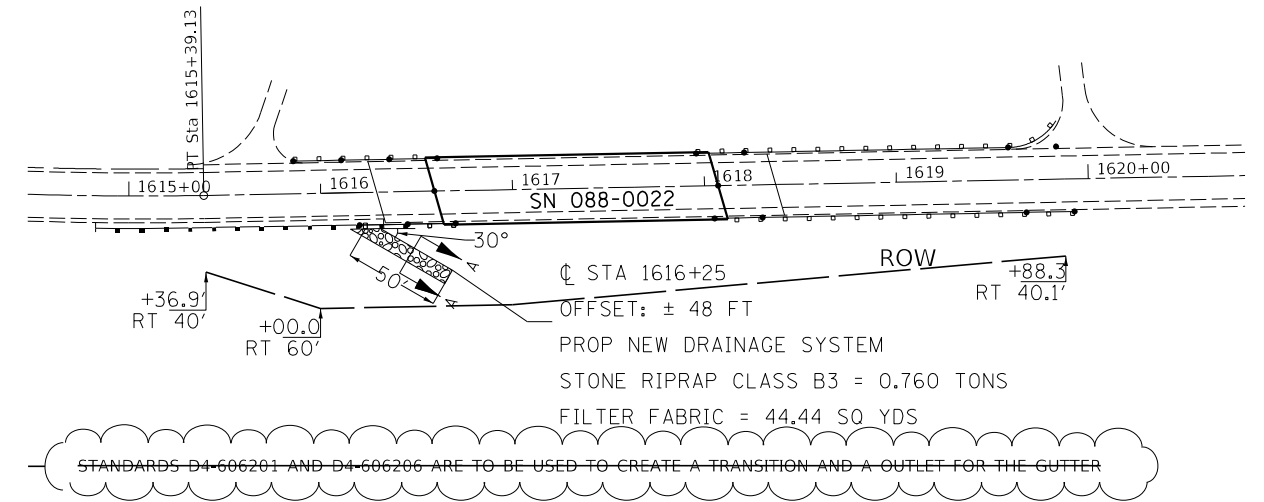 PT Sta 1615+39.13
1615+00
1616
1617
1618
1619
1620+00
SN 088-0022
30°
50'
A
A
ROW
+36.9'
RT 40'
+00.0
RT 60'
+88.3
RT 40.1'
℄ STA 1616+25
OFFSET: ± 48 FT
PROP NEW DRAINAGE SYSTEM
STONE RIPRAP CLASS B3 = 0.760 TONS
FILTER FABRIC = 44.44 SQ YDS
STANDARDS D4-606201 AND D4-606206 ARE TO BE USED TO CREATE A TRANSITION AND A OUTLET FOR THE GUTTER